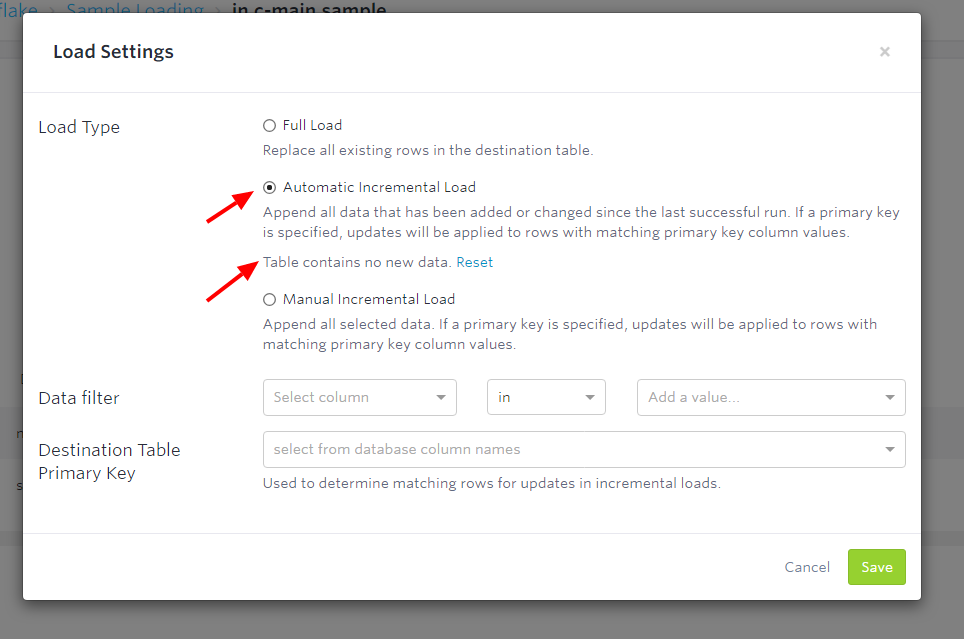 Sample Loading in.c-main.sample
Load Settings ×
Load Type
Full Load
Replace all existing rows in the destination table.
Automatic Incremental Load
Append all data that has been added or changed since the last successful run. If a primary key
is specified, updates will be applied to rows with matching primary key column values.
Table contains no new data. Reset
Manual Incremental Load
Append all selected data. If a primary key is specified, updates will be applied to rows with
matching primary key column values.
Data filter
Select column
in
Add a value...
Destination Table
Primary Key
select from database column names
Used to determine matching rows for updates in incremental loads.
Cancel
Save